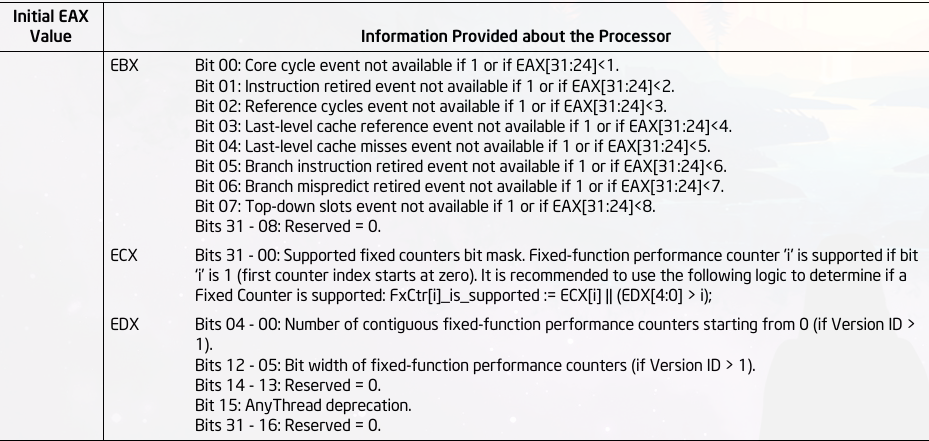 Initial EAX
Value
Information Provided about the Processor
EBX
Bit 00: Core cycle event not available if 1 or if EAX[31:24]<1.
Bit 01: Instruction retired event not available if 1 or if EAX[31:24]<2.
Bit 02: Reference cycles event not available if 1 or if EAX[31:24]<3.
Bit 03: Last-level cache reference event not available if 1 or if EAX[31:24]<4.
Bit 04: Last-level cache misses event not available if 1 or if EAX[31:24]<5.
Bit 05: Branch instruction retired event not available if 1 or if EAX[31:24]<6.
Bit 06: Branch mispredict retired event not available if 1 or if EAX[31:24]<7.
Bit 07: Top-down slots event not available if 1 or if EAX[31:24]<8.
Bits 31 - 08: Reserved = 0.
ECX
Bits 31 - 00: Supported fixed counters bit mask. Fixed-function performance counter 'i' is supported if bit
'i' is 1 (first counter index starts at zero). It is recommended to use the following logic to determine if a
Fixed Counter is supported: FxCtr[i]_is_supported := ECX[i] || (EDX[4:0] > i);
EDX
Bits 04 - 00: Number of contiguous fixed-function performance counters starting from 0 (if Version ID >
1).
Bits 12 - 05: Bit width of fixed-function performance counters (if Version ID > 1).
Bits 14 - 13: Reserved = 0.
Bit 15: AnyThread deprecation.
Bits 31 - 16: Reserved = 0.